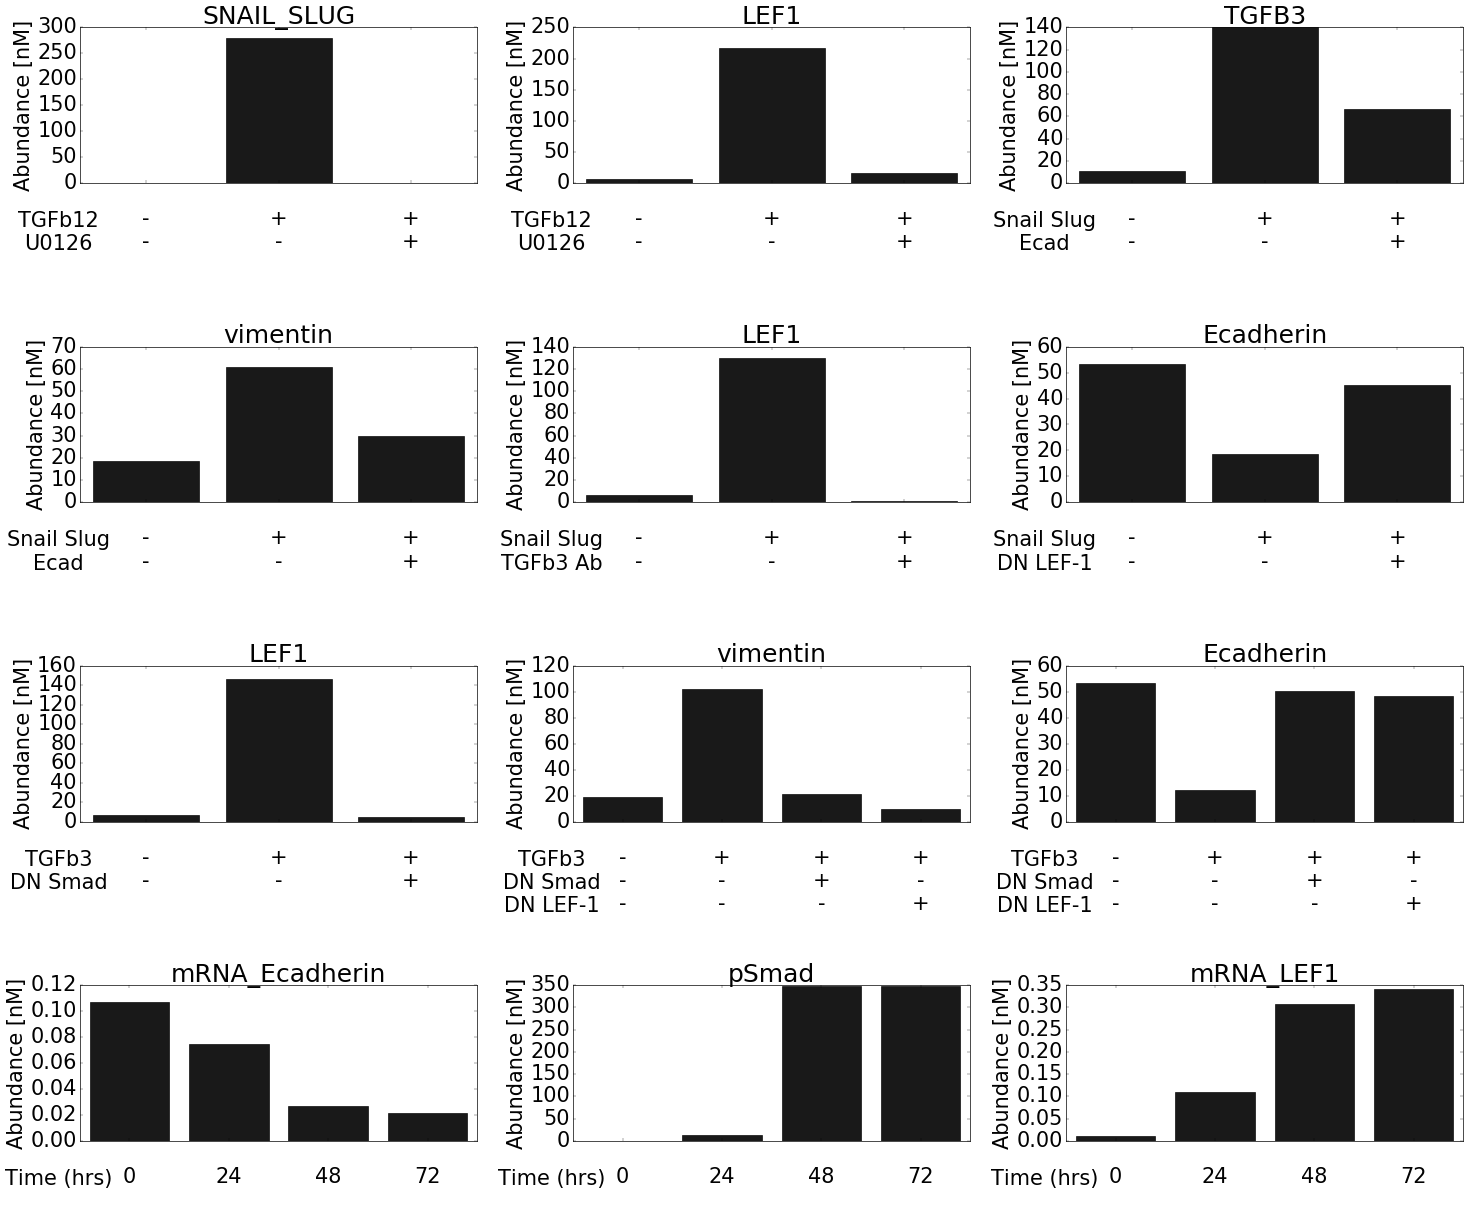 SNAIL_SLUG
Abundance [nM]
300
250
200
150
100
50
0
TGFb12 - + +
U0126 - - +
LEF1
Abundance [nM]
250
200
150
100
50
0
TGFb12 - + +
U0126 - - +
TGFB3
Abundance [nM]
140
120
100
80
60
40
20
0
Snail Slug - + +
Ecad - - +
vimentin
Abundance [nM]
70
60
50
40
30
20
10
0
Snail Slug - + +
Ecad - - +
LEF1
Abundance [nM]
140
120
100
80
60
40
20
0
Snail Slug - + +
TGFb3 Ab - - +
Ecadherin
Abundance [nM]
60
50
40
30
20
10
0
Snail Slug - + +
DN LEF-1 - - +
LEF1
Abundance [nM]
160
140
120
100
80
60
40
20
0
TGFb3 - + +
DN Smad - - +
vimentin
Abundance [nM]
120
100
80
60
40
20
0
TGFb3 - + + +
DN Smad - - + -
DN LEF-1 - - - +
Ecadherin
Abundance [nM]
60
50
40
30
20
10
0
TGFb3 - + + +
DN Smad - - + -
DN LEF-1 - - - +
mRNA_Ecadherin
Abundance [nM]
0.12
0.10
0.08
0.06
0.04
0.02
0.00
Time (hrs) 0 24 48 72
pSmad
Abundance [nM]
350
300
250
200
150
100
50
0
Time (hrs) 0 24 48 72
mRNA_LEF1
Abundance [nM]
0.35
0.30
0.25
0.20
0.15
0.10
0.05
0.00
Time (hrs) 0 24 48 72